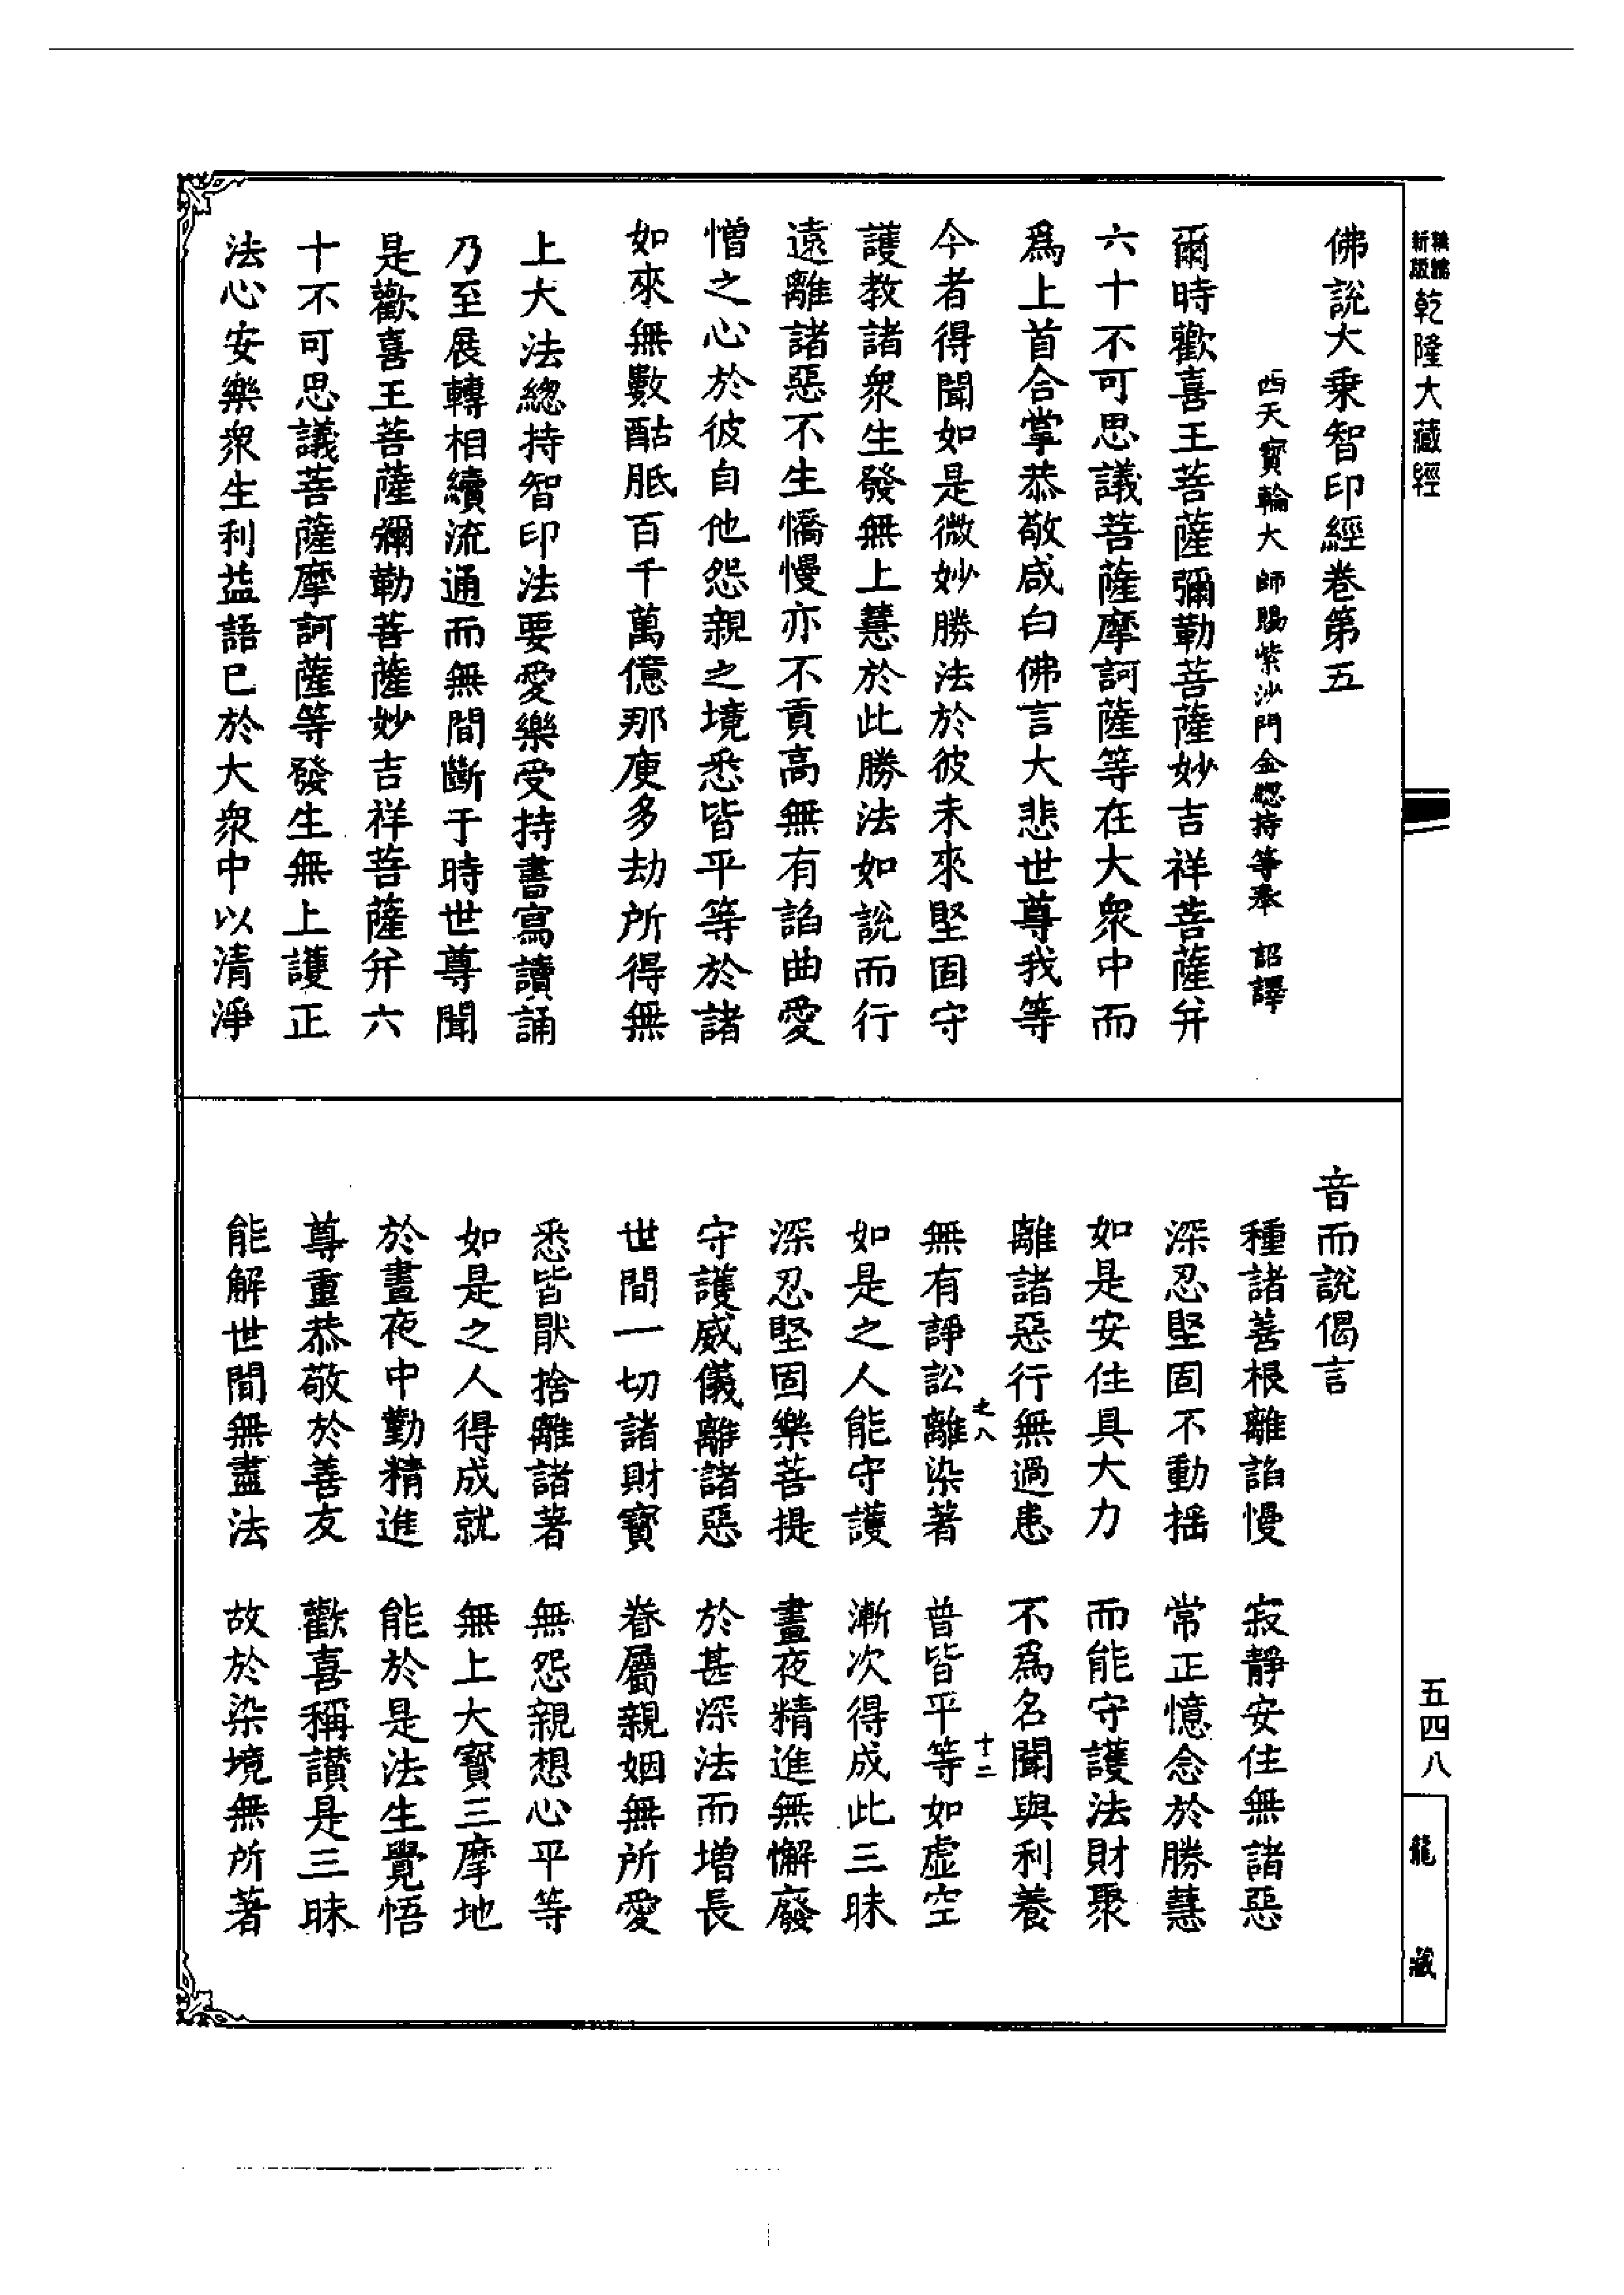 新版
乾隆大藏經
佛說大乘智印經卷第五
西天寶輪大師賜紫沙門金緫持等奉 詔譯
爾時歡喜王菩薩彌勒菩薩妙吉祥菩薩并
六十不可思議菩薩摩訶薩等在大衆中而
爲上首合掌恭敬咸白佛言大悲世尊我等
今者得聞如是微妙勝法於彼未來堅固守
護教諸衆生發無上慧於此勝法如說而行
遠離諸惡不生憍慢亦不貢高無有諂曲愛
憎之心於彼自他怨親之境悉皆平等於諸
如來無數酤胝百千萬億那庾多劫所得無
上大法緫持智印法要愛樂受持書寫讀誦
乃至展轉相續流通而無間斷于時世尊聞
是歡喜王菩薩彌勒菩薩妙吉祥菩薩并六
十不可思議菩薩摩訶薩等發生無上護正
法心安樂衆生利益語已於大衆中以清淨
音而說偈言
種諸善根離諂慢 寂靜安住無諸惡
深忍堅固不動搖 常正憶念於勝慧
如是安住具大力 而能守護法財聚
離諸惡行無過患 不爲名聞與利養
無有諍訟離染著 普皆平等如虛空
如是之人能守護 漸次得成此三昧
深忍堅固樂菩提 晝夜精進無懈廢
守護威儀離諸惡 於甚深法而增長
世間一切諸財寶 眷屬親姻無所愛
悉皆猒捨離諸著 無怨親想心平等
如是之人得成就 無上大寶三摩地
於晝夜中勤精進 能於是法生覺悟
尊重恭敬於善友 歡喜稱讚是三昧
能解世間無盡法 故於染境無所著
五四八
龍藏